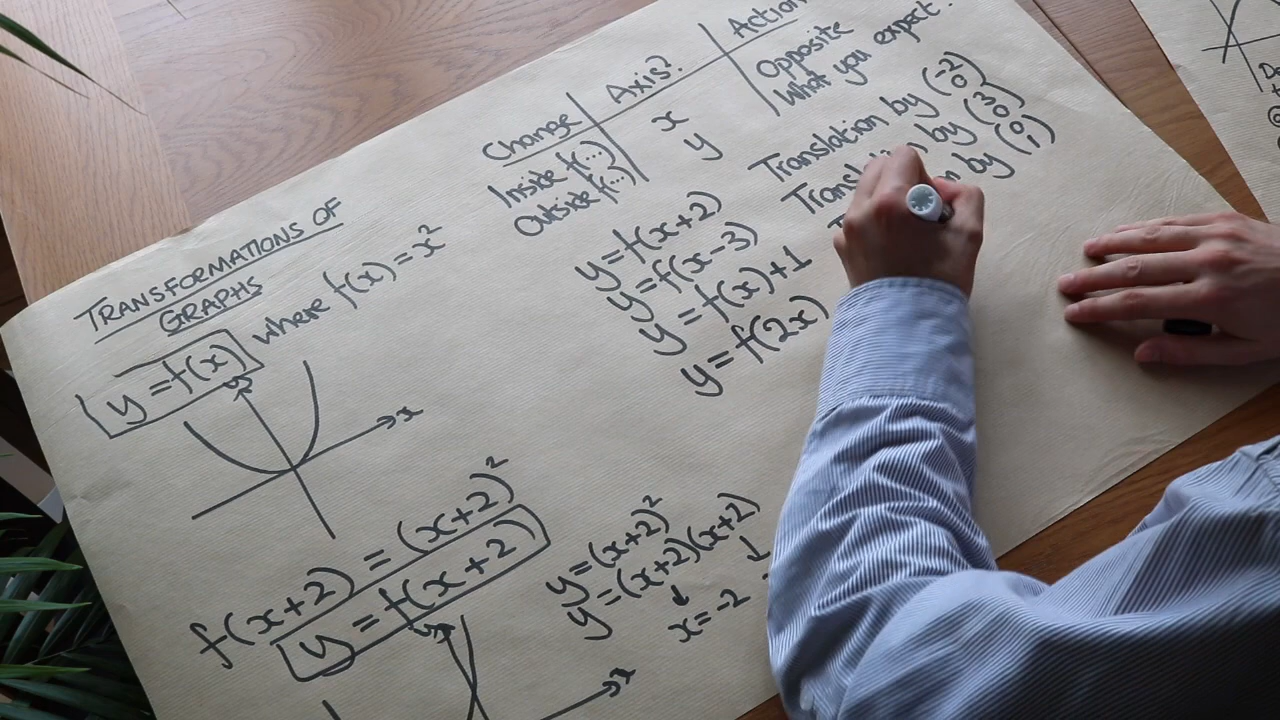 TRANSFORMATIONS OF
GRAPHS
y = f(x) where f(x) = x²
y
x
f(x+2) = (x+2)²
y = f(x+2)
y
x
y = (x+2)²
y = (x+2)(x+2)
↓ ↓
x = -2
Change Axis? Action
Inside f(...) x Opposite
Outside f(...) y What you expect.
y = f(x+2) Translation by (-2 0)
y = f(x-3) by (3 0)
y = f(x)+1 by (0 1)
y = f(2x)